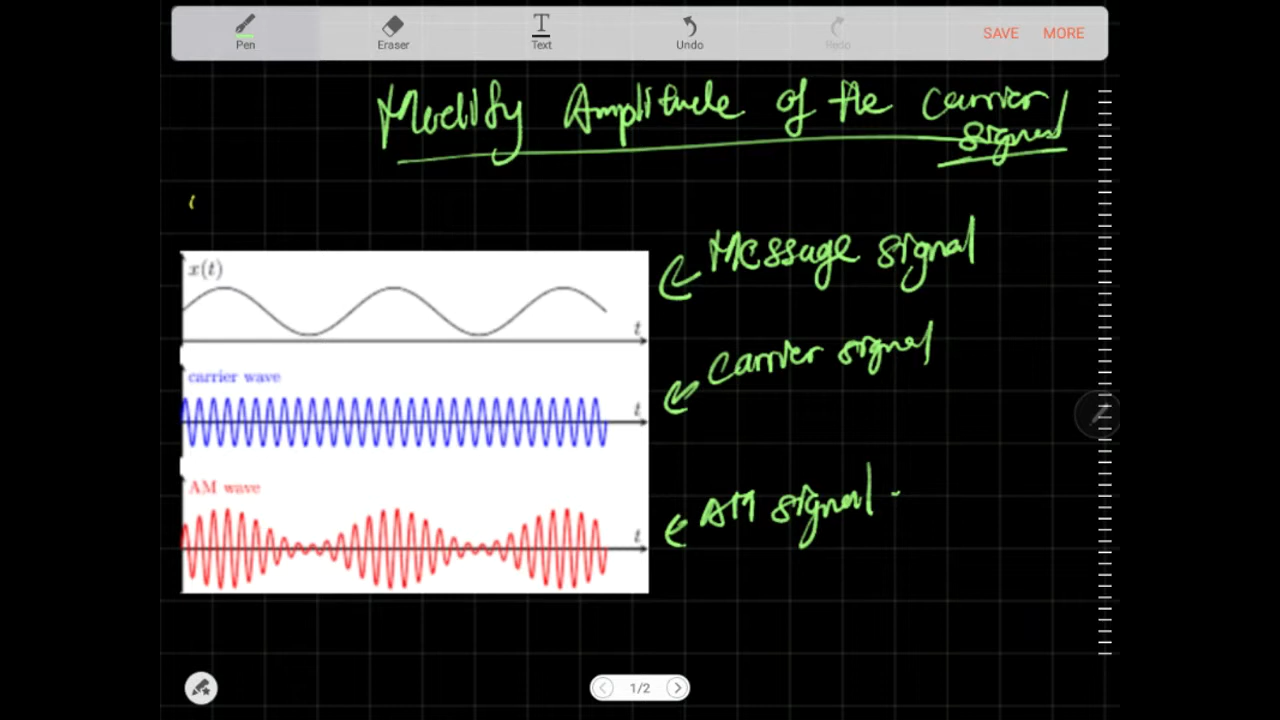 Pen Eraser Text Undo Redo SAVE MORE
Modify Amplitude of the Carrier
signal
x(t)
t
Message signal
carrier wave
t
Carrier signal
AM wave
t
AM signal
1/2